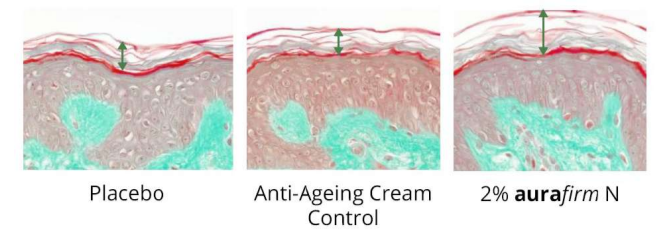 Placebo
Anti-Ageing Cream
Control
2% aurafirm N